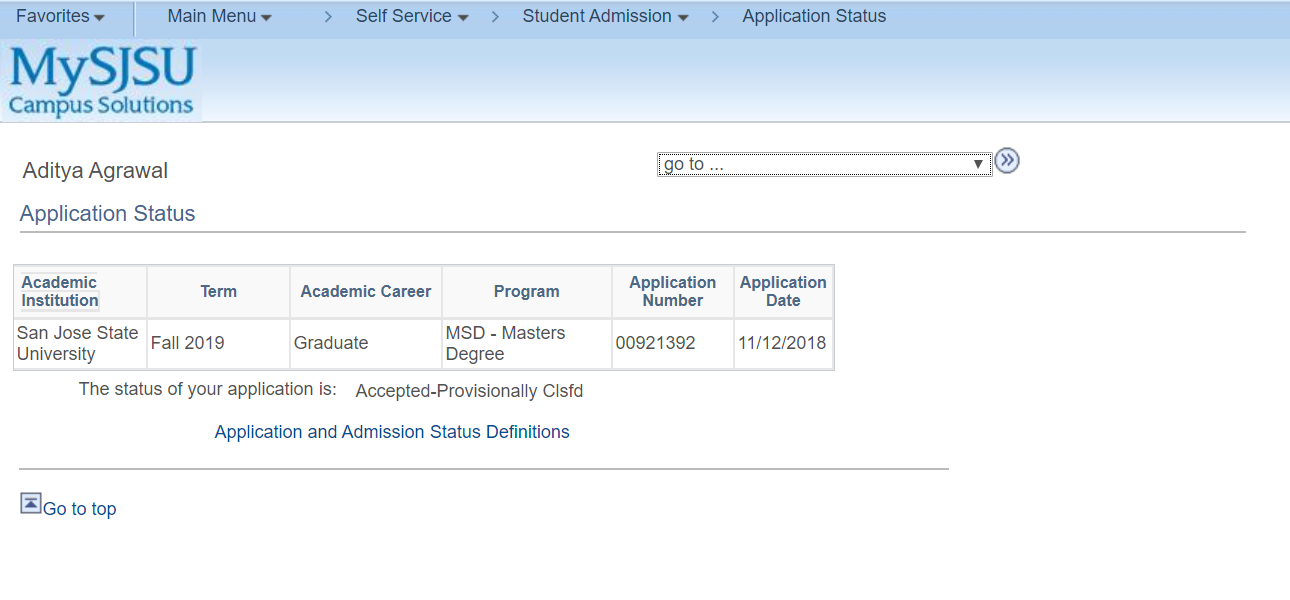 Favorites Main Menu Self Service Student Admission Application Status
MySJSU
Campus Solutions
Aditya Agrawal
go to ...
Application Status
Academic Institution Term Academic Career Program Application Number Application Date
San Jose State University Fall 2019 Graduate MSD - Masters Degree 00921392 11/12/2018
The status of your application is: Accepted-Provisionally Clsfd
Application and Admission Status Definitions
Go to top